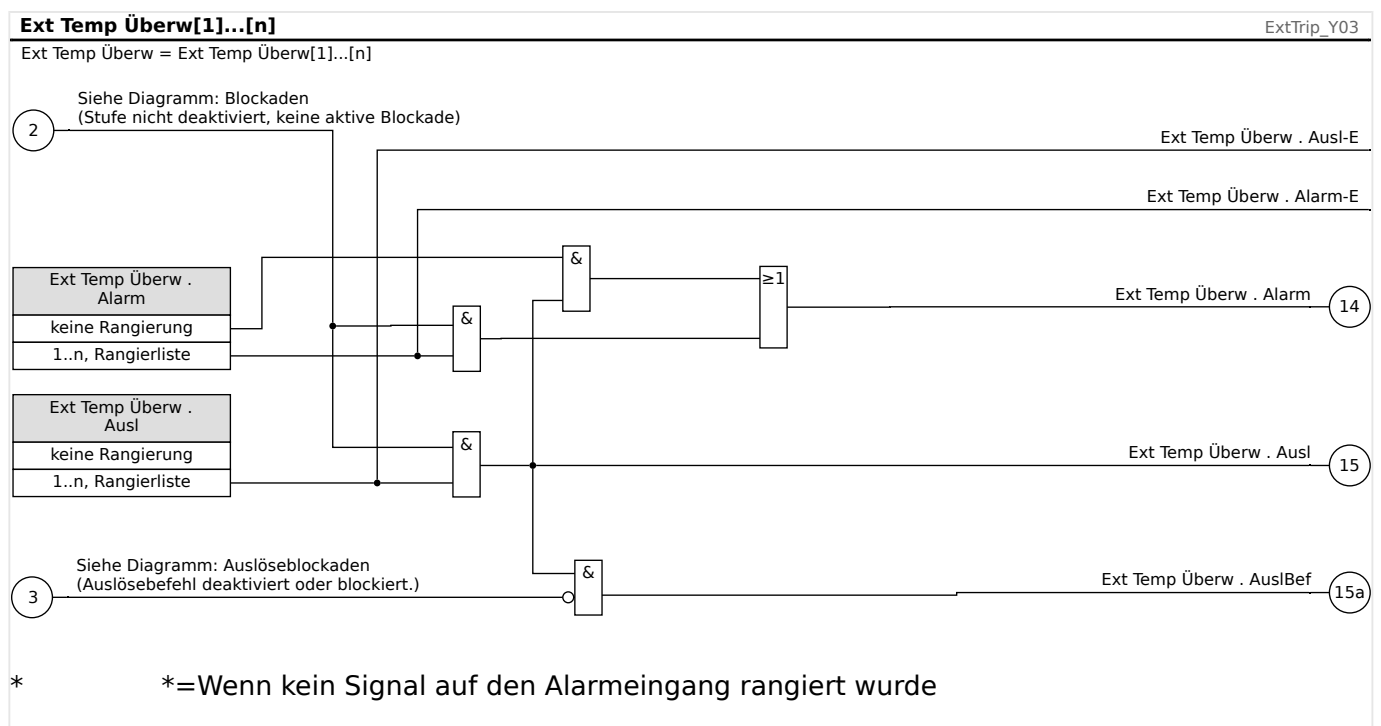 Ext Temp Überw[1]...[n]
ExtTrip_Y03
Ext Temp Überw = Ext Temp Überw[1]...[n]
Siehe Diagramm: Blockaden
(Stufe nicht deaktiviert, keine aktive Blockade)
2
Ext Temp Überw . Ausl-E
Ext Temp Überw . Alarm-E
&
Ext Temp Überw .
Alarm
≥1
Ext Temp Überw . Alarm
14
keine Rangierung
&
1..n, Rangierliste
Ext Temp Überw .
Ausl
keine Rangierung
&
Ext Temp Überw . Ausl
15
1..n, Rangierliste
Siehe Diagramm: Auslöseblockaden
(Auslösebefehl deaktiviert oder blockiert.)
3
&
Ext Temp Überw . AuslBef
15a
* *=Wenn kein Signal auf den Alarmeingang rangiert wurde